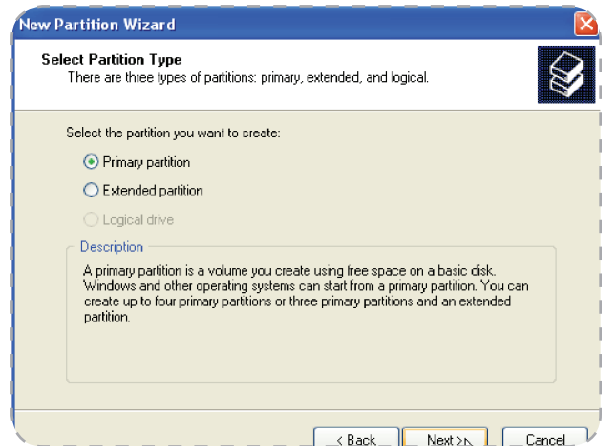 New Partition Wizard
Select Partition Type
There are three types of partitions: primary, extended, and logical.
Select the partition you want to create:
Primary partition
Extended partition
Logical drive
Description
A primary partition is a volume you create using free space on a basic disk.
Windows and other operating systems can start from a primary partition. You can
create up to four primary partitions or three primary partitions and an extended
partition.
< Back Next > Cancel